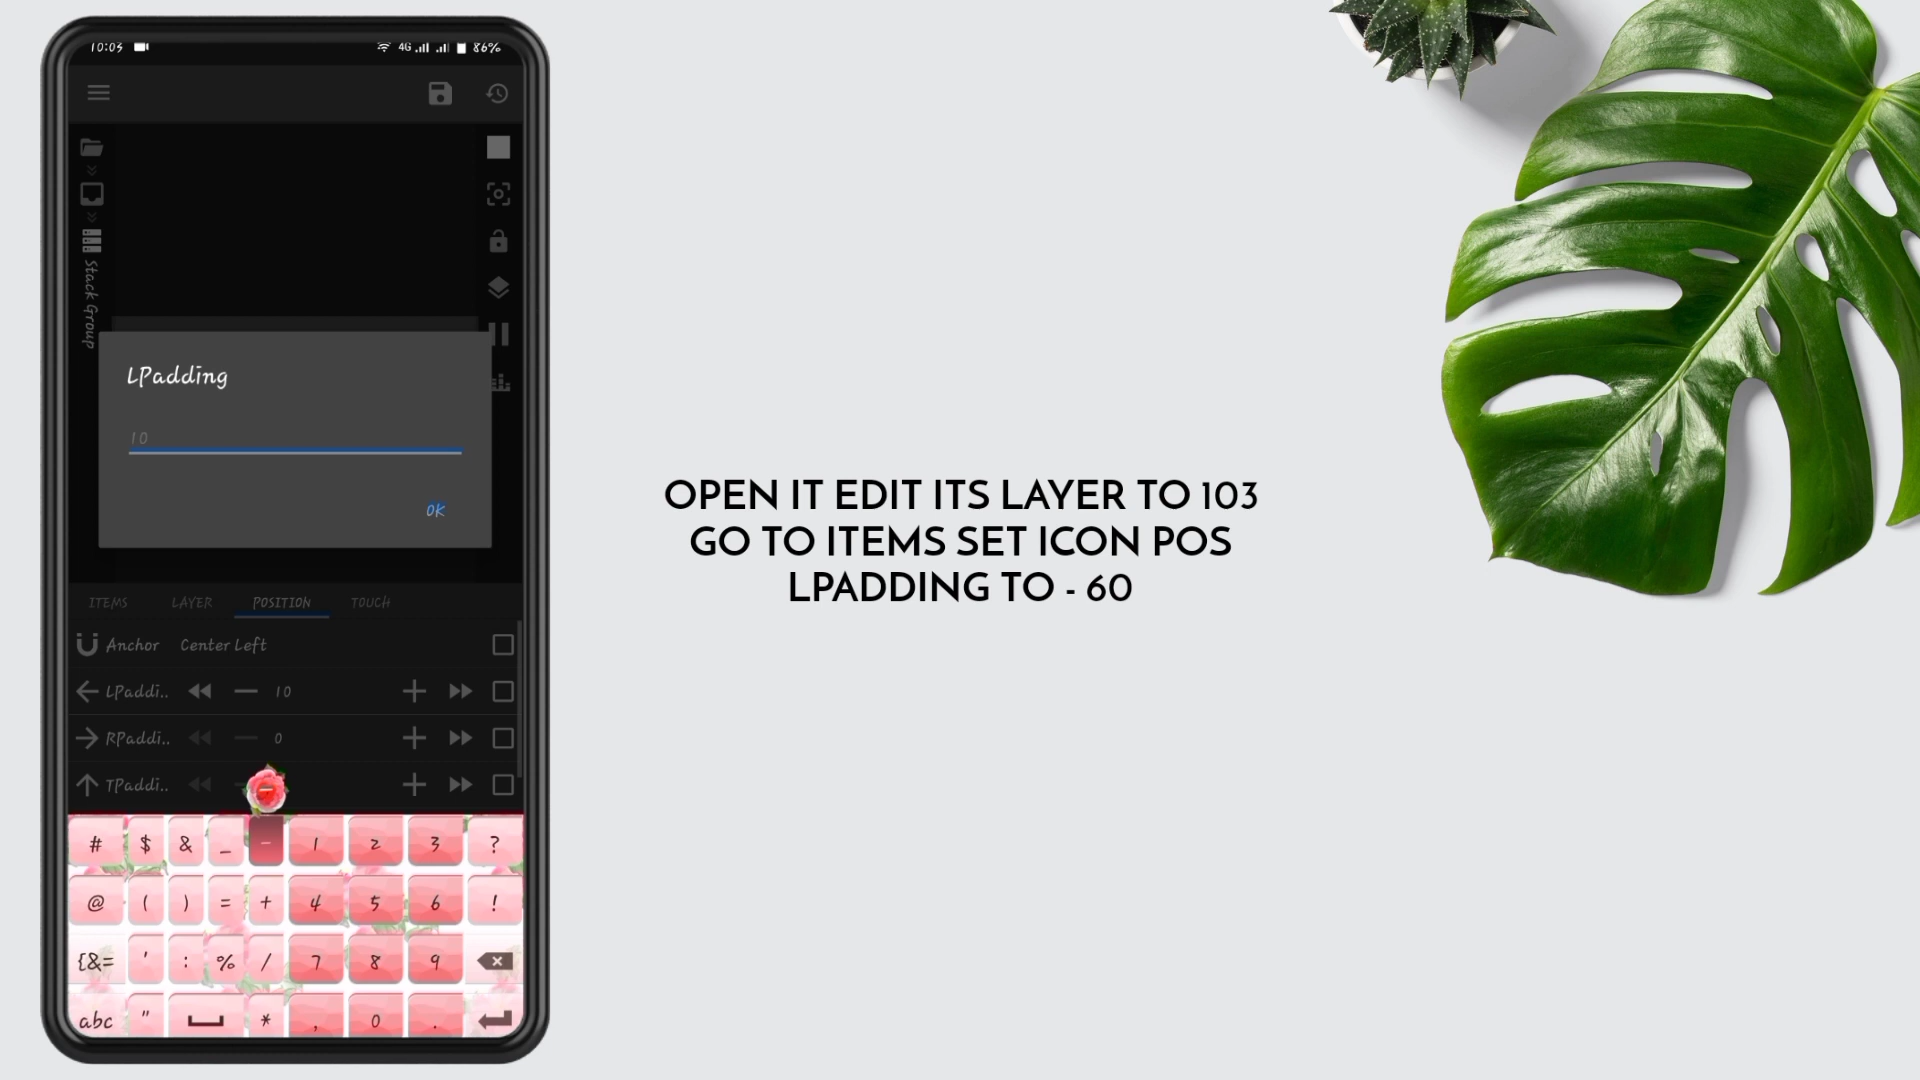 10:03
4G
86%
Stack Group
LPadding
10
OK
ITEMS LAYER POSITION TOUCH
Anchor Center Left
LPaddi.. 10
RPaddi.. 0
TPaddi..
-
# $ & _ - 1 2 3 ?
@ ( ) = + 4 5 6 !
{&= ' : % / 7 8 9
abc " * , 0 .
OPEN IT EDIT ITS LAYER TO 103
GO TO ITEMS SET ICON POS
LPADDING TO - 60